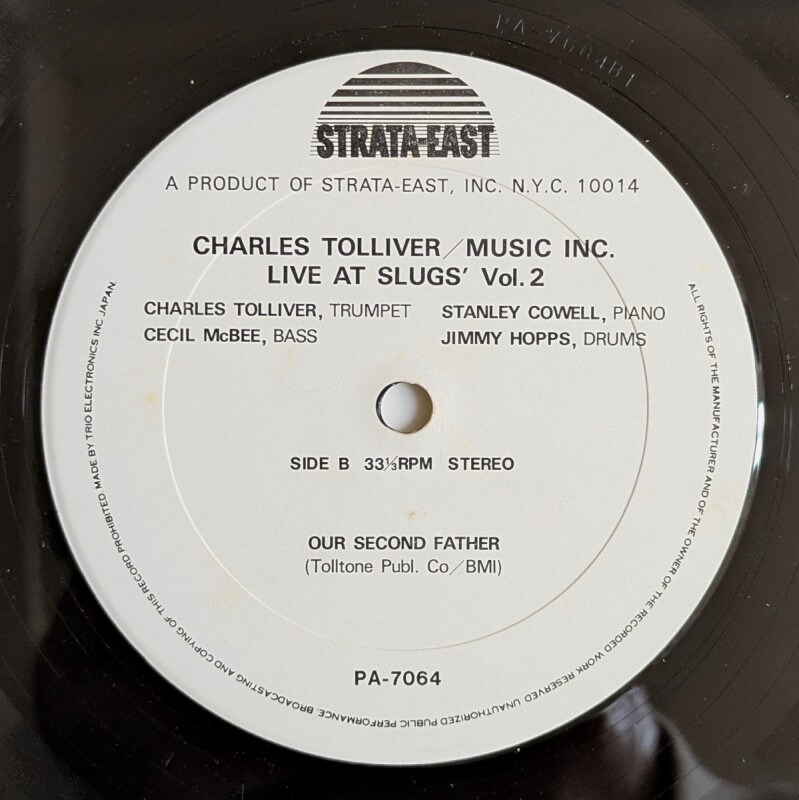 PA-7064B1
STRATA-EAST
A PRODUCT OF STRATA-EAST, INC. N.Y.C. 10014
CHARLES TOLLIVER/MUSIC INC.
LIVE AT SLUGS' Vol. 2
CHARLES TOLLIVER, TRUMPET STANLEY COWELL, PIANO
CECIL McBEE, BASS JIMMY HOPPS, DRUMS
SIDE B 33⅓RPM STEREO
OUR SECOND FATHER
(Tolltone Publ. Co/BMI)
PA-7064
ALL RIGHTS OF THE MANUFACTURER AND OF THE OWNER OF THE RECORDED WORK RESERVED. UNAUTHORIZED PUBLIC PERFORMANCE, BROADCASTING AND COPYING OF THIS RECORD PROHIBITED. MADE BY TRIO ELECTRONICS INC JAPAN.